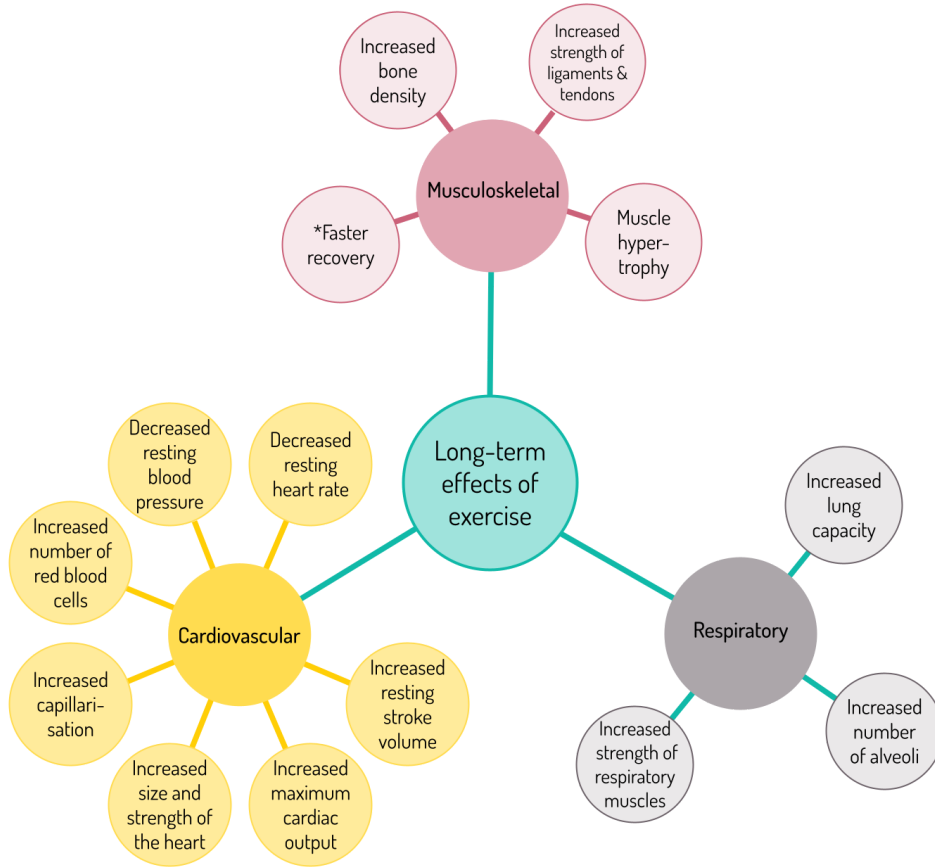 Increased
bone
density
Increased
strength of
ligaments &
tendons
Musculoskeletal
*Faster
recovery
Muscle
hyper-
trophy
Long-term
effects of
exercise
Decreased
resting
blood
pressure
Decreased
resting
heart rate
Increased
number of
red blood
cells
Cardiovascular
Increased
capillari-
sation
Increased
resting
stroke
volume
Increased
size and
strength of
the heart
Increased
maximum
cardiac
output
Increased
lung
capacity
Respiratory
Increased
number
of alveoli
Increased
strength of
respiratory
muscles